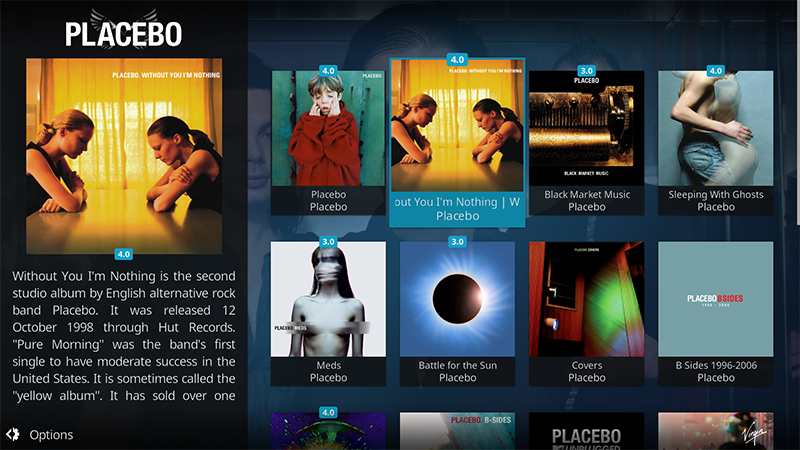 PLACEBO
PLACEBO. WITHOUT YOU I'M NOTHING
4.0
Without You I'm Nothing is the second
studio album by English alternative rock
band Placebo. It was released 12
October 1998 through Hut Records.
"Pure Morning" was the band's first
single to have moderate success in the
United States. It is sometimes called the
"yellow album". It has sold over one
Options
4.0
PLACEBO
Placebo
Placebo
4.0
PLACEBO. WITHOUT YOU I'M NOTHING
out You I'm Nothing | W
Placebo
3.0
PLACEBO
BLACK MARKET MUSIC
Black Market Music
Placebo
4.0
Sleeping With Ghosts
Placebo
3.0
PLACEBO MEDS
Meds
Placebo
3.0
Battle for the Sun
Placebo
PLACEBO COVERS
Covers
Placebo
PLACEBO BSIDES
1996 - 2006
B Sides 1996-2006
Placebo
4.0
PLACEBO. B-SIDES
PLACEBO
MTV UNPLUGGED
Virgin